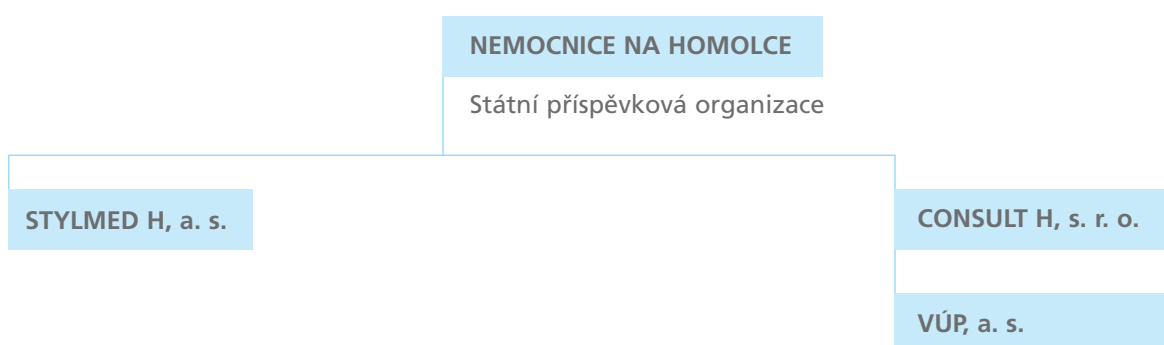 NEMOCNICE NA HOMOLCE
Státní příspěvková organizace
STYLMED H, a. s.
CONSULT H, s. r. o.
VÚP, a. s.